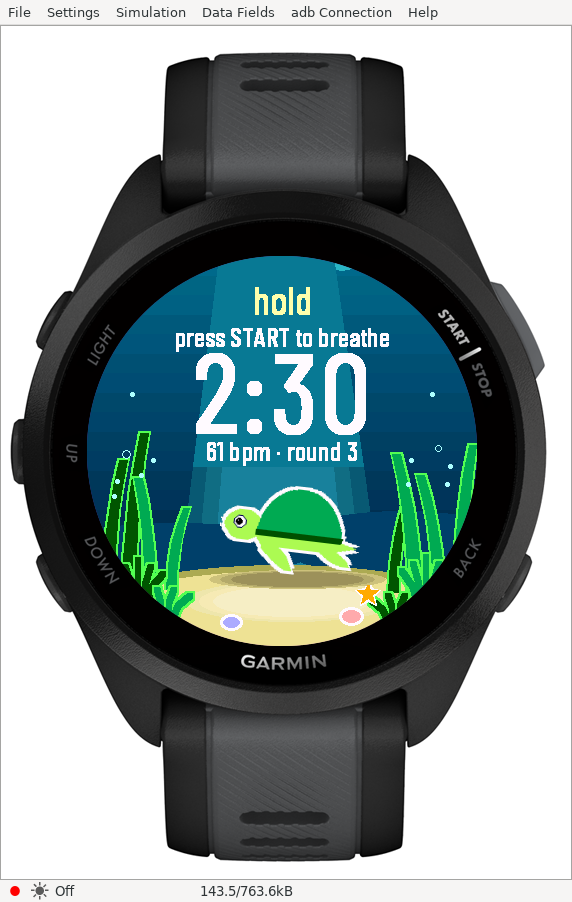 File Settings Simulation Data Fields adb Connection Help
hold
press START to breathe
2:30
61 bpm · round 3
LIGHT
UP
DOWN
START
STOP
BACK
GARMIN
Off 143.5/763.6kB